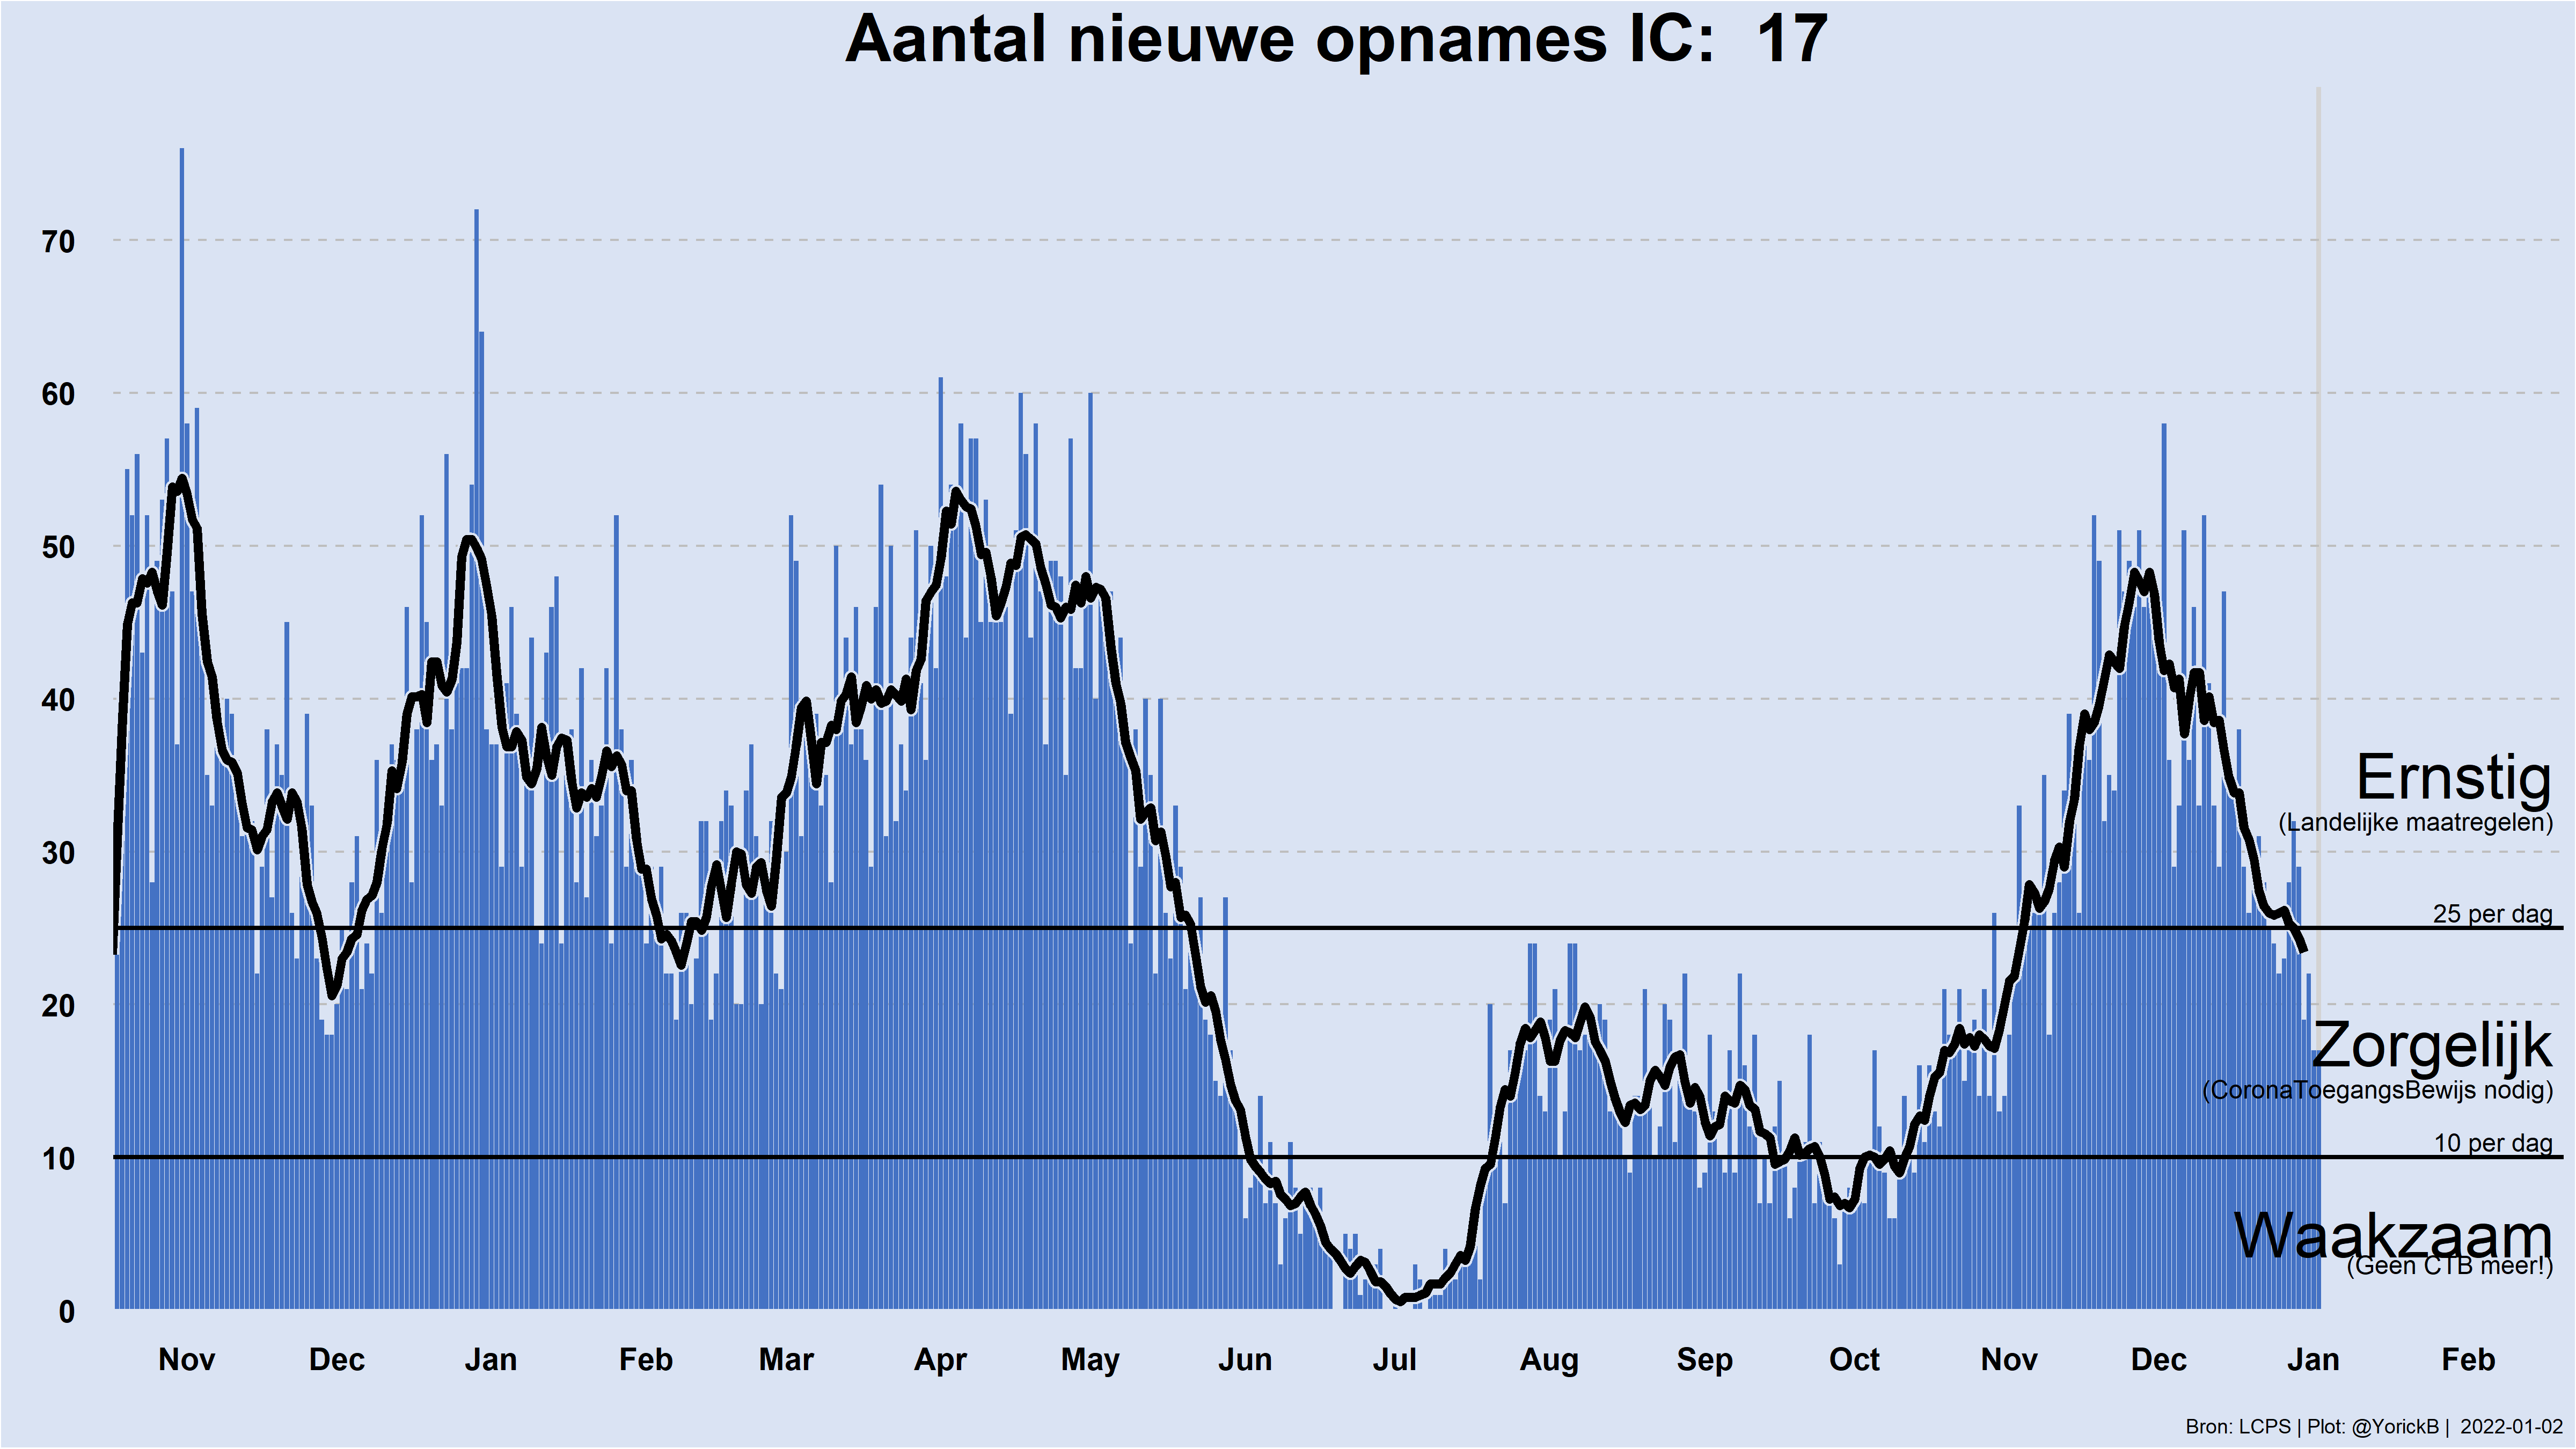 Aantal nieuwe opnames IC:  17
70
60
50
40
Ernstig
(Landelijke maatregelen)
30
25 per dag
20
Zorgelijk
(CoronaToegangsBewijs nodig)
10 per dag
10
Waakzaam
(Geen CTB meer!)
0
Nov Dec Jan Feb Mar Apr May Jun Jul Aug Sep Oct Nov Dec Jan Feb
Bron: LCPS | Plot: @YorickB |  2022-01-02